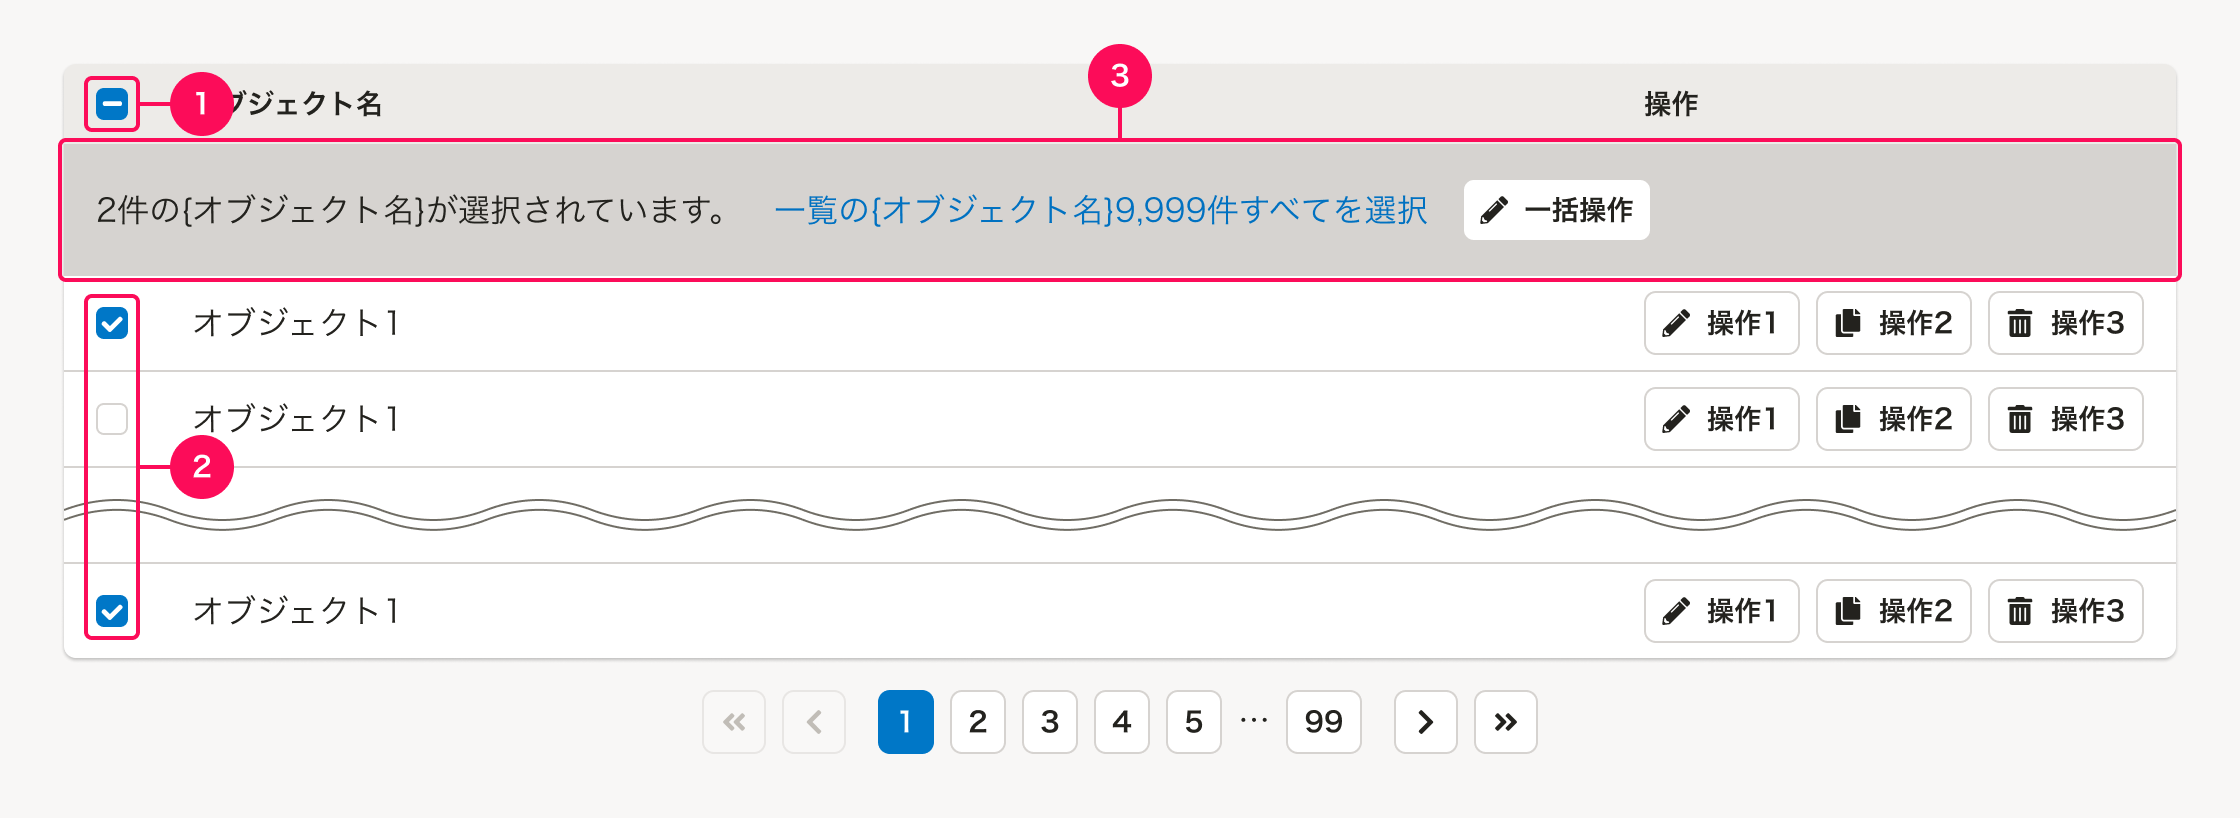 3
1 ブジェクト名 操作
2件の{オブジェクト名}が選択されています。 一覧の{オブジェクト名}9,999件すべてを選択 一括操作
オブジェクト1 操作1 操作2 操作3
オブジェクト1 操作1 操作2 操作3
2
オブジェクト1 操作1 操作2 操作3
« ‹ 1 2 3 4 5 … 99 › »